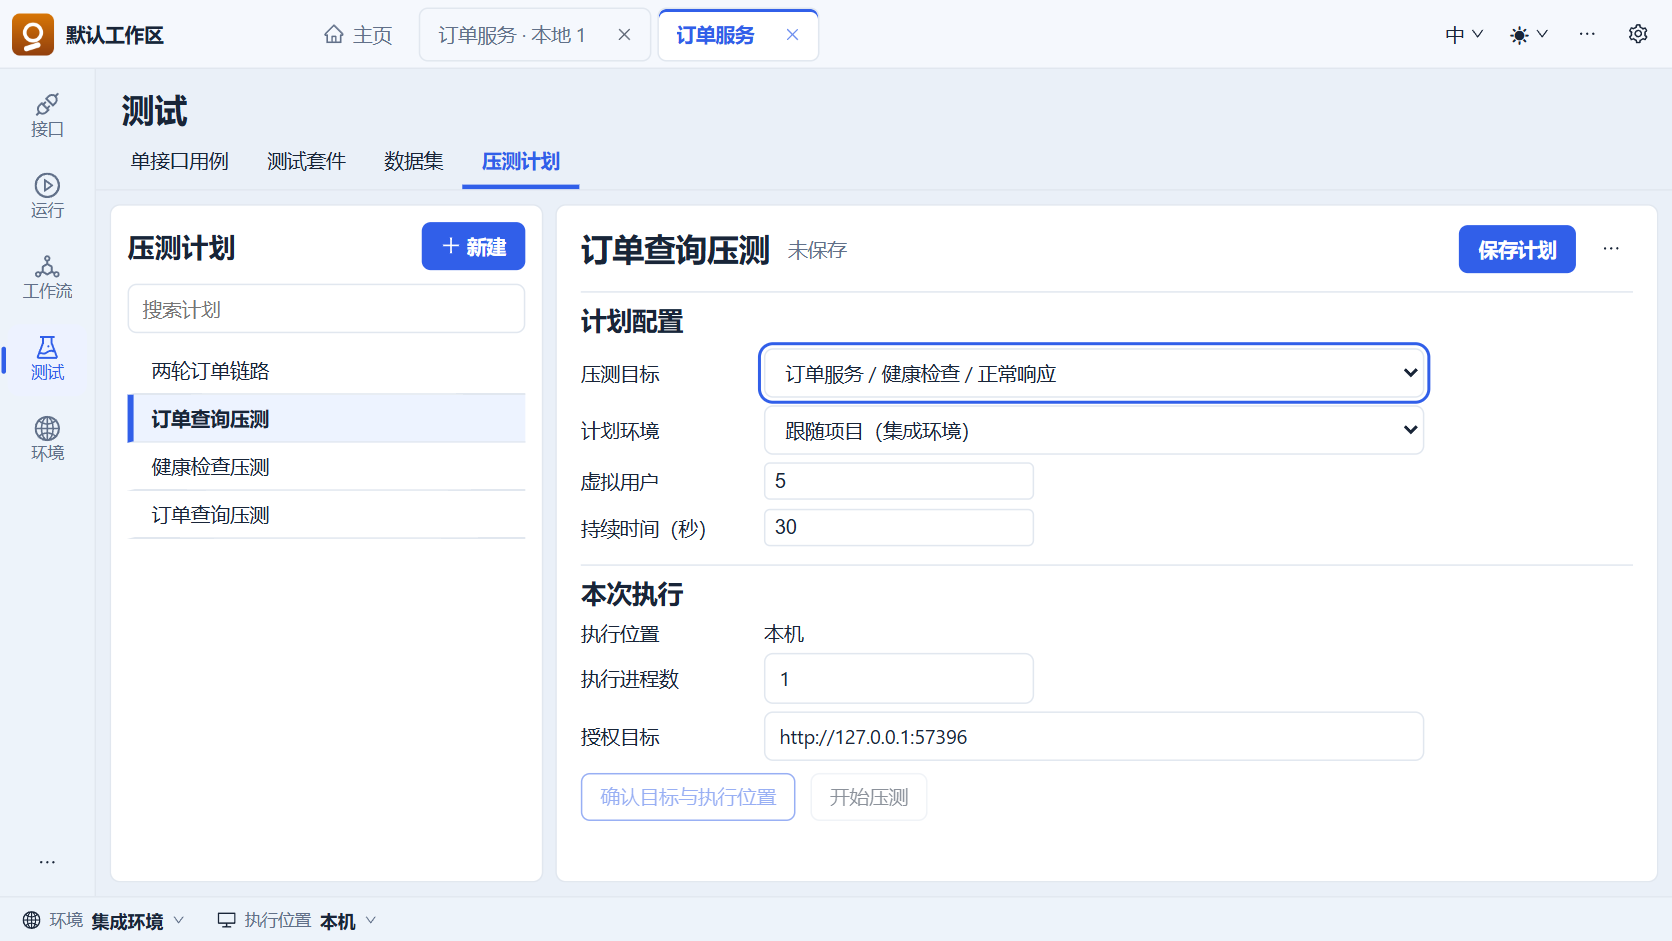 默认工作区
主页
订单服务 · 本地 1
订单服务
中
接口
运行
工作流
测试
环境
测试
单接口用例
测试套件
数据集
压测计划
压测计划
新建
搜索计划
两轮订单链路
订单查询压测
健康检查压测
订单查询压测
订单查询压测 未保存
保存计划
计划配置
压测目标 订单服务 / 健康检查 / 正常响应
计划环境 跟随项目（集成环境）
虚拟用户 5
持续时间（秒） 30
本次执行
执行位置 本机
执行进程数 1
授权目标 http://127.0.0.1:57396
确认目标与执行位置
开始压测
环境 集成环境
执行位置 本机